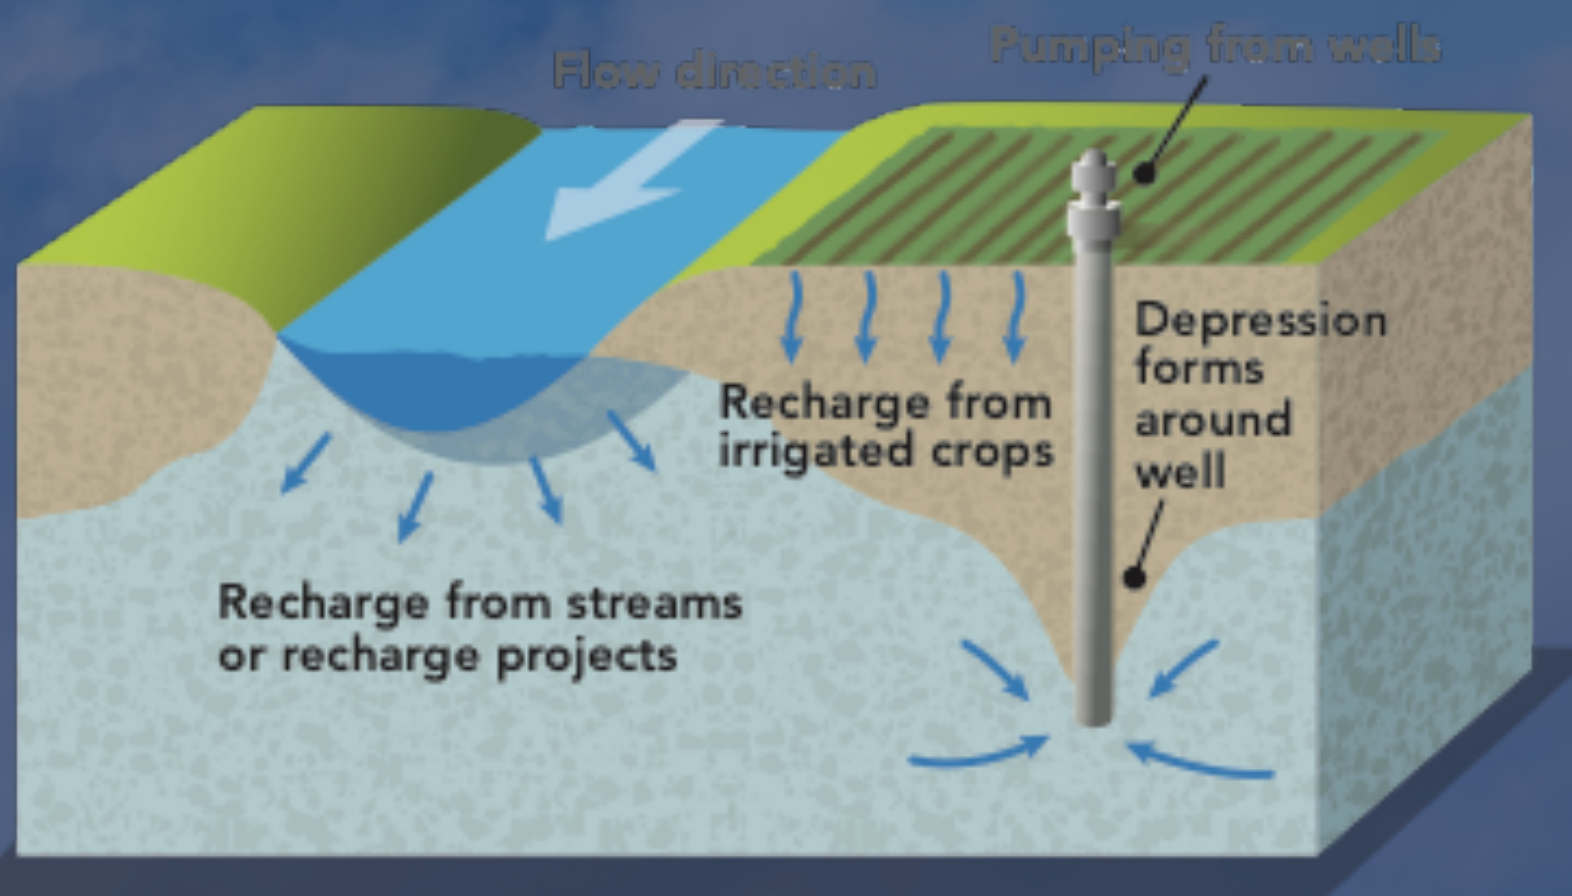 Flow direction
Pumping from wells
Depression
forms
around
well
Recharge from
irrigated crops
Recharge from streams
or recharge projects